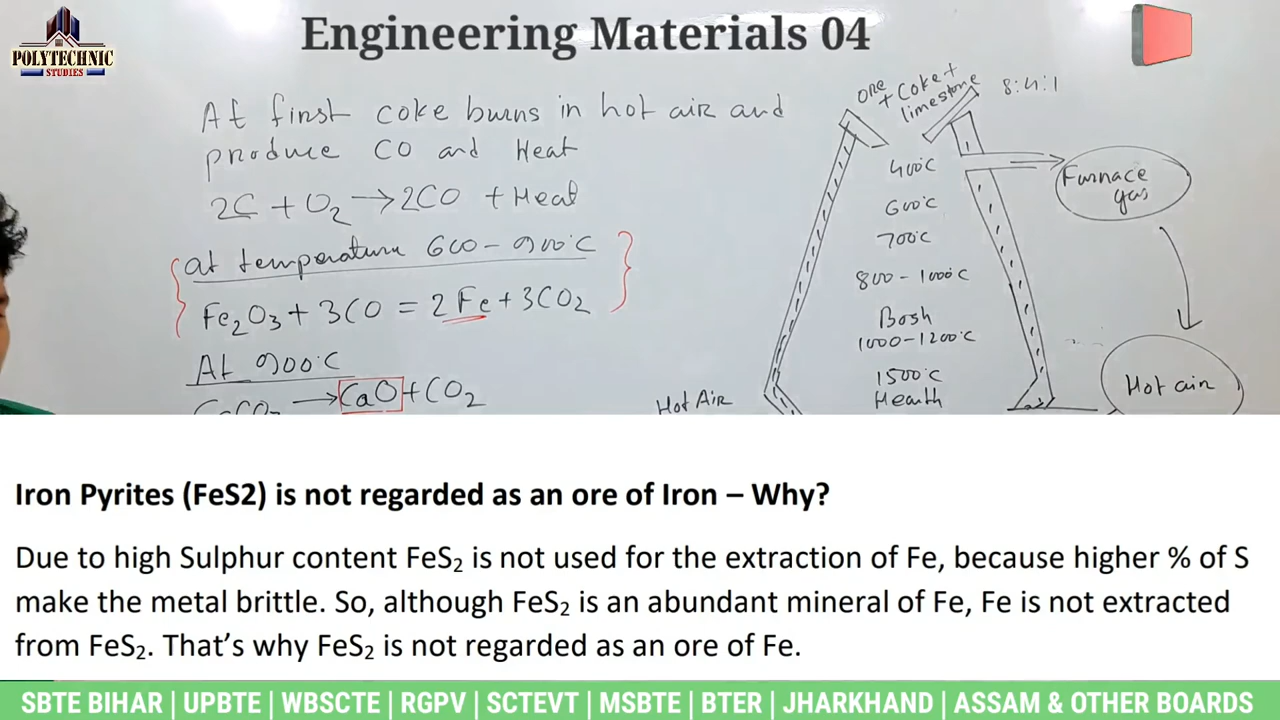 POLYTECHNIC
STUDIES
Engineering Materials 04
At first coke burns in hot air and
produce CO and Heat
2C + O₂ → 2CO + Heat
at temperature 600 - 900°C
Fe₂O₃ + 3CO = 2Fe + 3CO₂
At 900°C
CaCO₃ → CaO + CO₂
ore + Coke + limestone
8:4:1
400°C
600°C
700°C
800 - 1000°C
Bosh
1000-1200°C
1500°C
Hearth
Furnace
gas
Hot air
Hot Air
Iron Pyrites (FeS2) is not regarded as an ore of Iron – Why?
Due to high Sulphur content FeS₂ is not used for the extraction of Fe, because higher % of S
make the metal brittle. So, although FeS₂ is an abundant mineral of Fe, Fe is not extracted
from FeS₂. That's why FeS₂ is not regarded as an ore of Fe.
SBTE BIHAR | UPBTE | WBSCTE | RGPV | SCTEVT | MSBTE | BTER | JHARKHAND | ASSAM & OTHER BOARDS